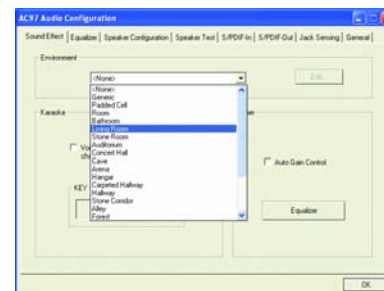 AC97 Audio Configuration
Sound Effect | Equalizer | Speaker Configuration | Speaker Test | S/PDIF-In | S/PDIF-Out | Jack Sensing | General
Environment
<None>
Edit
<None>
Generic
Padded Cell
Room
Bathroom
Living Room
Stone Room
Auditorium
Concert Hall
Cave
Arena
Hangar
Carpeted Hallway
Hallway
Stone Corridor
Alley
Forest
Karaoke
KEY
Auto Gain Control
Equalizer
OK